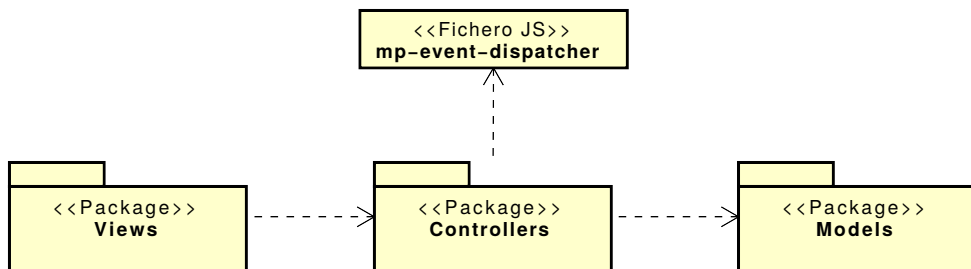 <<Fichero JS>>
mp−event−dispatcher
<<Package>>
Views
<<Package>>
Controllers
<<Package>>
Models